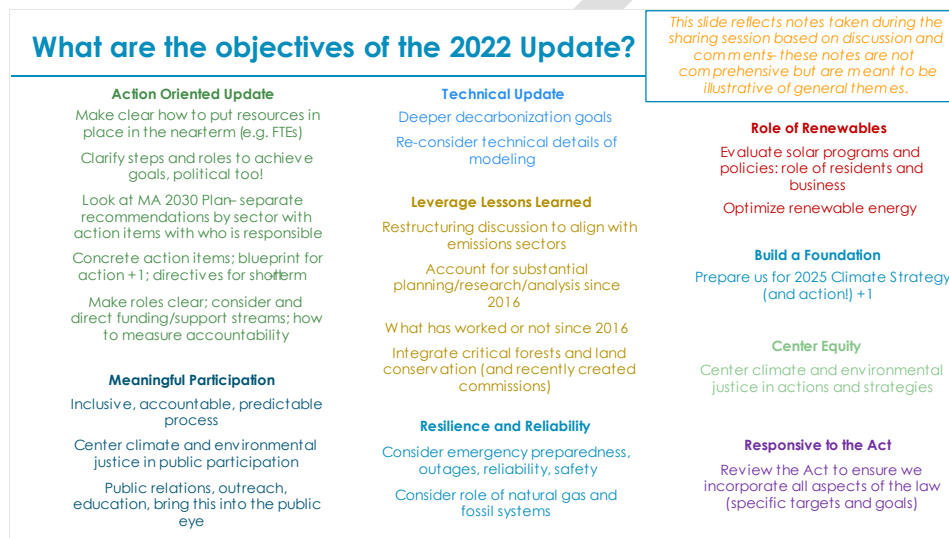 What are the objectives of the 2022 Update?
This slide reflects notes taken during the
sharing session based on discussion and
comments- these notes are not
comprehensive but are meant to be
illustrative of general themes.
Action Oriented Update
Make clear how to put resources in
place in the near-term (e.g. FTEs)
Clarify steps and roles to achieve
goals, political too!
Look at MA 2030 Plan– separate
recommendations by sector with
action items with who is responsible
Concrete action items; blueprint for
action +1; directives for short-term
Make roles clear; consider and
direct funding/support streams; how
to measure accountability
Meaningful Participation
Inclusive, accountable, predictable
process
Center climate and environmental
justice in public participation
Public relations, outreach,
education, bring this into the public
eye
Technical Update
Deeper decarbonization goals
Re-consider technical details of
modeling
Leverage Lessons Learned
Restructuring discussion to align with
emissions sectors
Account for substantial
planning/research/analysis since
2016
What has worked or not since 2016
Integrate critical forests and land
conservation (and recently created
commissions)
Resilience and Reliability
Consider emergency preparedness,
outages, reliability, safety
Consider role of natural gas and
fossil systems
Role of Renewables
Evaluate solar programs and
policies: role of residents and
business
Optimize renewable energy
Build a Foundation
Prepare us for 2025 Climate Strategy
(and action!) +1
Center Equity
Center climate and environmental
justice in actions and strategies
Responsive to the Act
Review the Act to ensure we
incorporate all aspects of the law
(specific targets and goals)